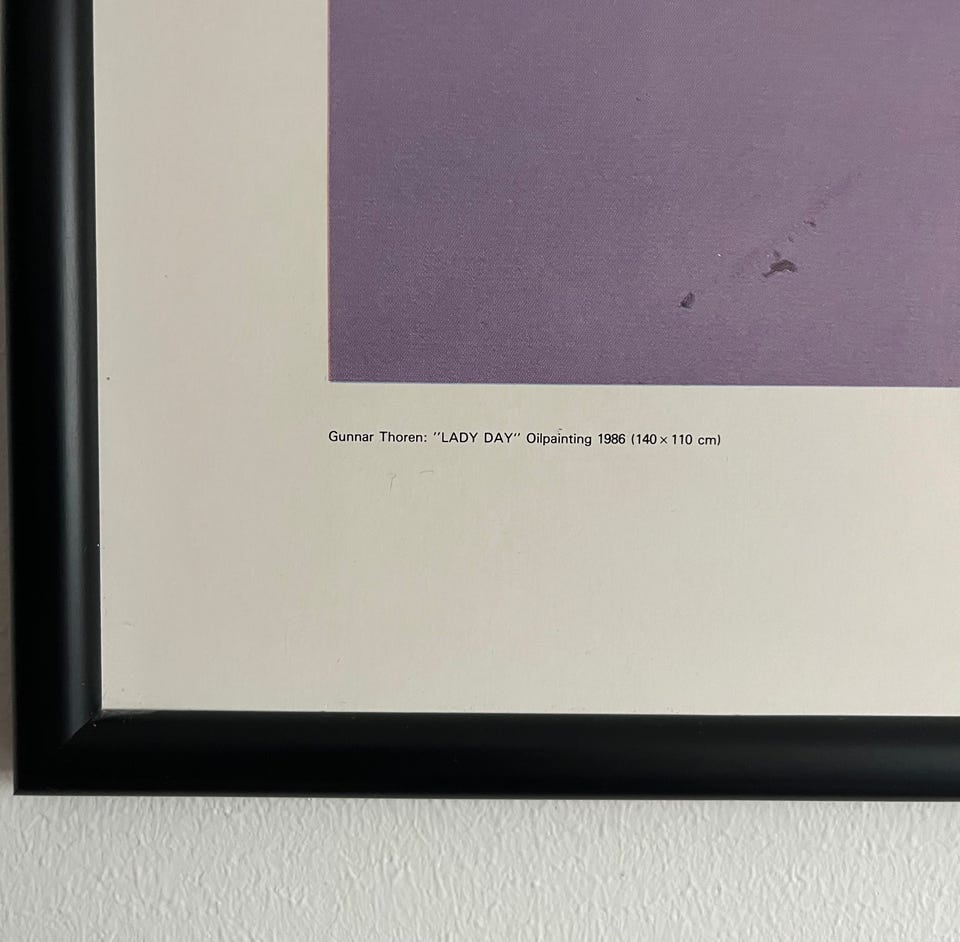 Gunnar Thoren: "LADY DAY" Oilpainting 1986 (140 × 110 cm)